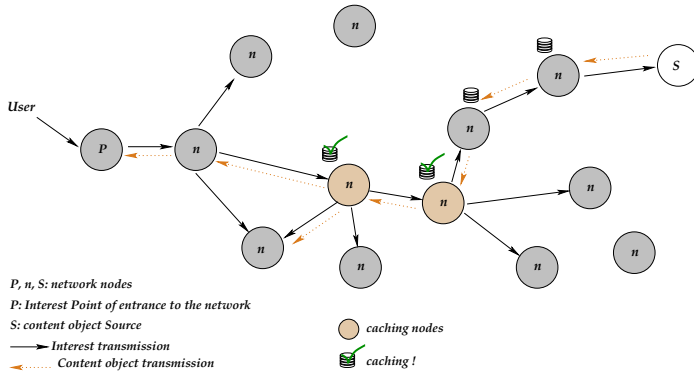 n
n
n
S
User
n
P
n
n
n
n
n
n
n
n
P, n, S: network nodes
P: Interest Point of entrance to the network
S: content object Source
Interest transmission
Content object transmission
caching nodes
caching !